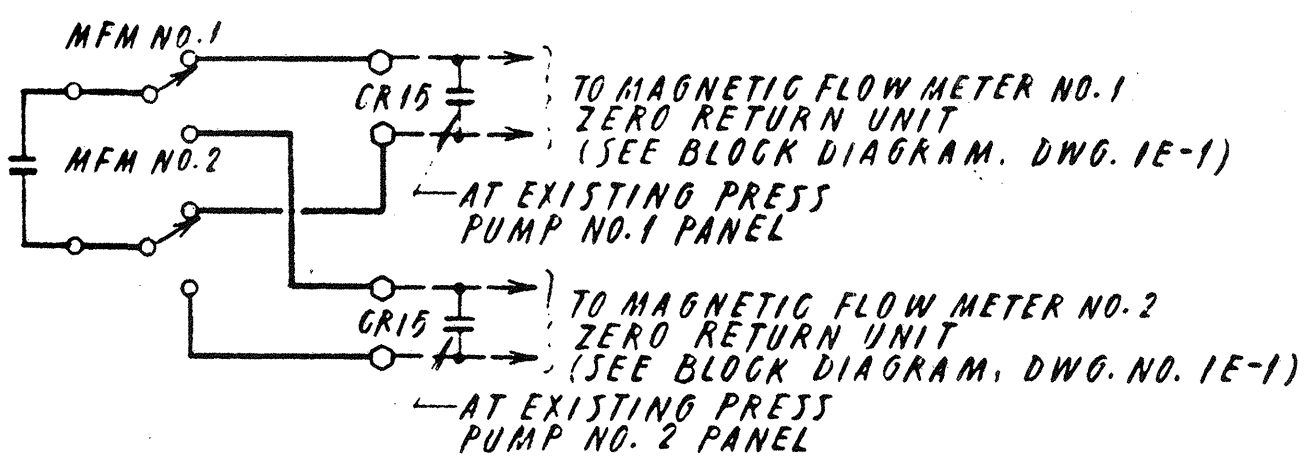 MFM NO.1
CR15
TO MAGNETIC FLOW METER NO.1
ZERO RETURN UNIT
(SEE BLOCK DIAGRAM. DWG. 1E-1)
MFM NO.2
AT EXISTING PRESS
PUMP NO.1 PANEL
CR15
TO MAGNETIC FLOW METER NO.2
ZERO RETURN UNIT
(SEE BLOCK DIAGRAM, DWG. NO. 1E-1)
AT EXISTING PRESS
PUMP NO. 2 PANEL